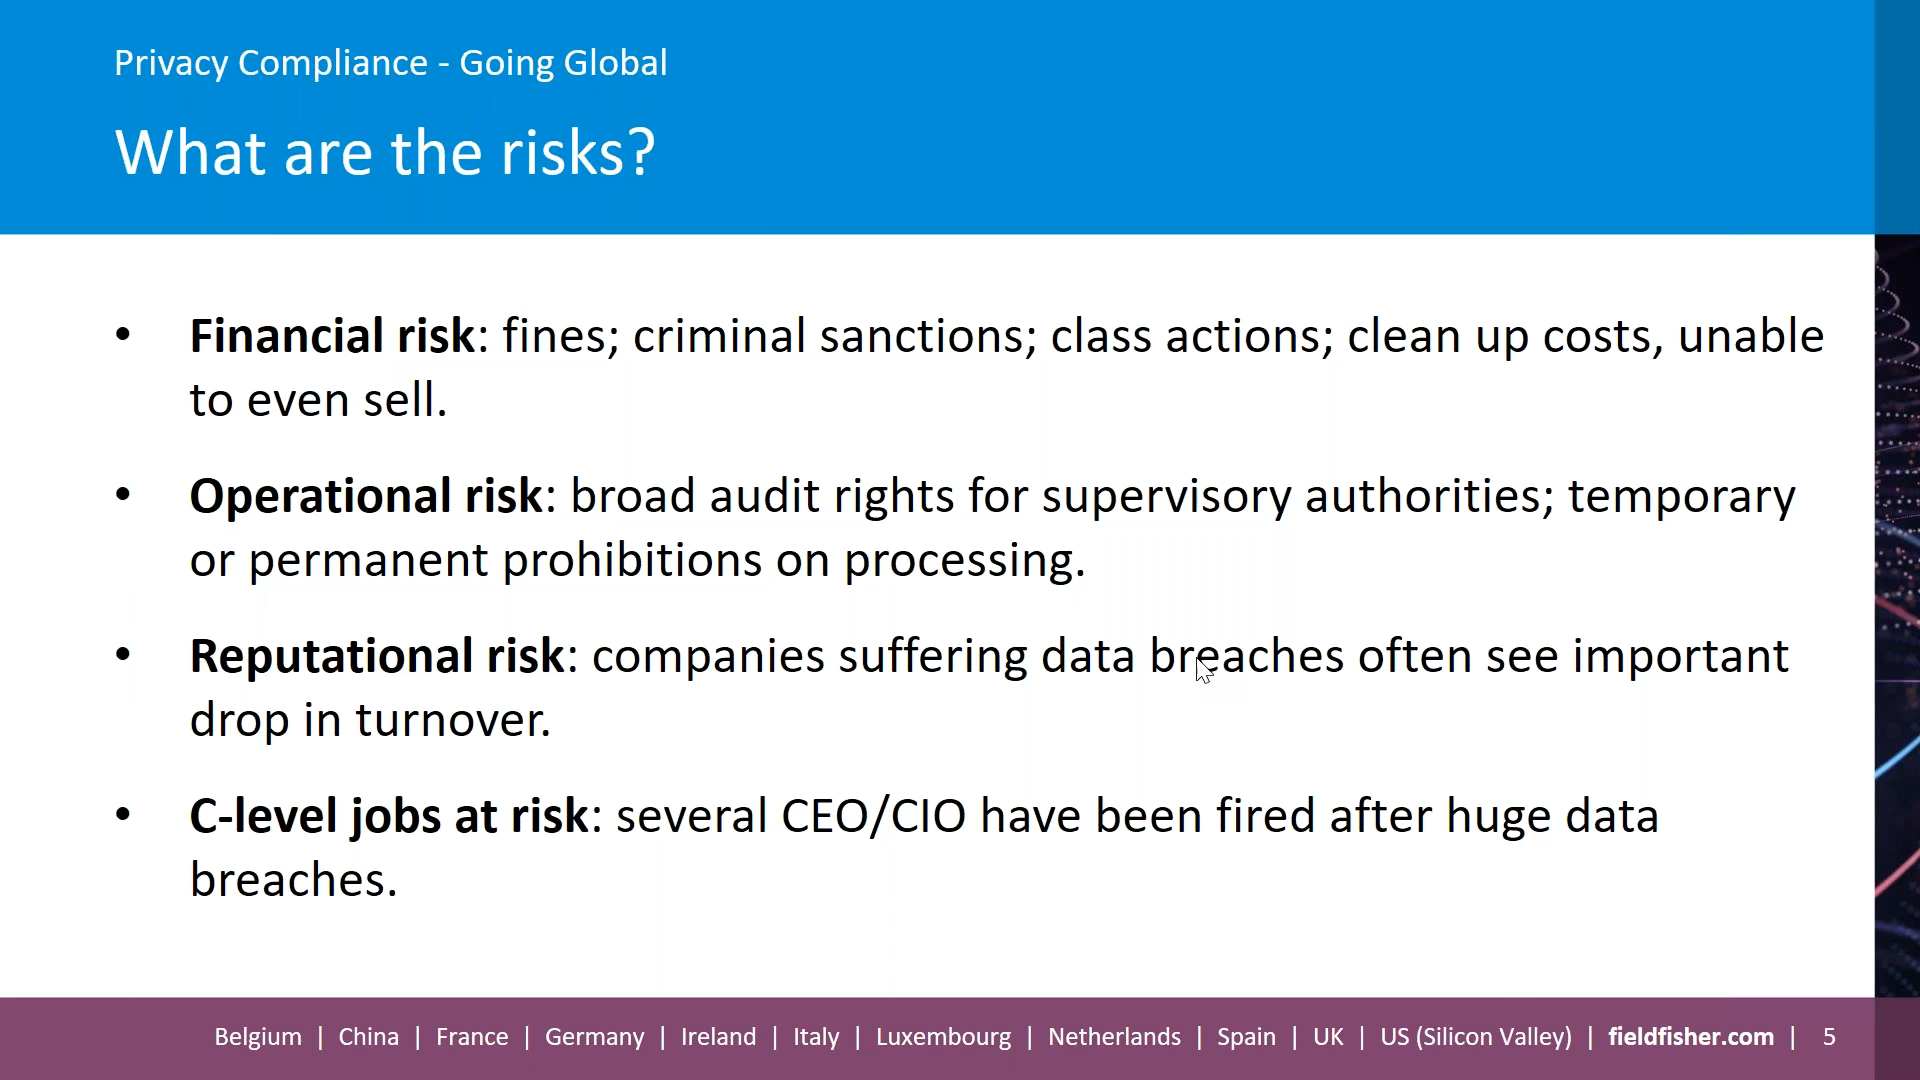 Privacy Compliance - Going Global
What are the risks?
• Financial risk: fines; criminal sanctions; class actions; clean up costs, unable
to even sell.
• Operational risk: broad audit rights for supervisory authorities; temporary
or permanent prohibitions on processing.
• Reputational risk: companies suffering data breaches often see important
drop in turnover.
• C-level jobs at risk: several CEO/CIO have been fired after huge data
breaches.
Belgium | China | France | Germany | Ireland | Italy | Luxembourg | Netherlands | Spain | UK | US (Silicon Valley) | fieldfisher.com | 5